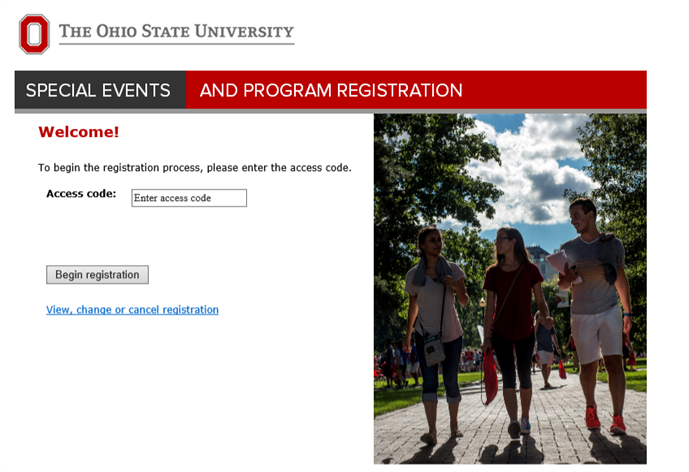 THE OHIO STATE UNIVERSITY
SPECIAL EVENTS AND PROGRAM REGISTRATION
Welcome!
To begin the registration process, please enter the access code.
Access code: Enter access code
Begin registration
View, change or cancel registration